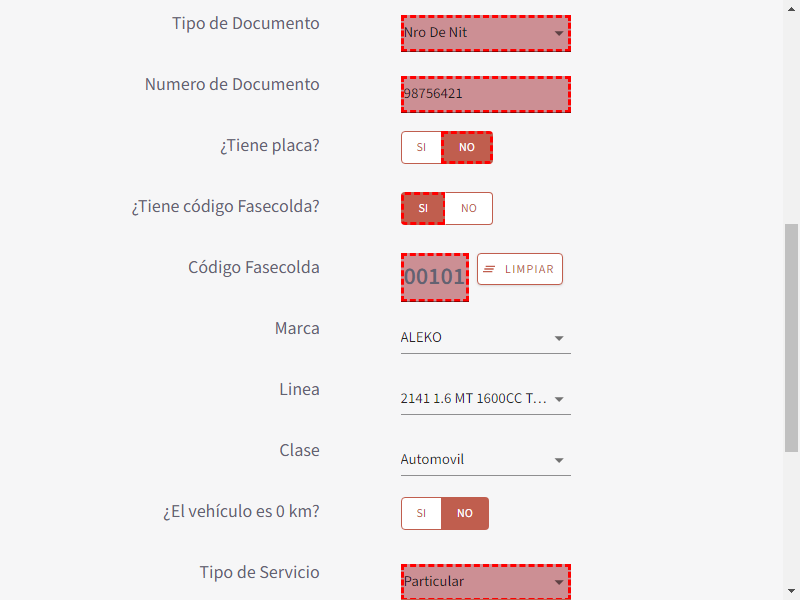 Tipo de Documento Nro De Nit
Numero de Documento 98756421
¿Tiene placa? SI NO
¿Tiene código Fasecolda? SI NO
Código Fasecolda 00101 LIMPIAR
Marca ALEKO
Linea 2141 1.6 MT 1600CC T...
Clase Automovil
¿El vehículo es 0 km? SI NO
Tipo de Servicio Particular